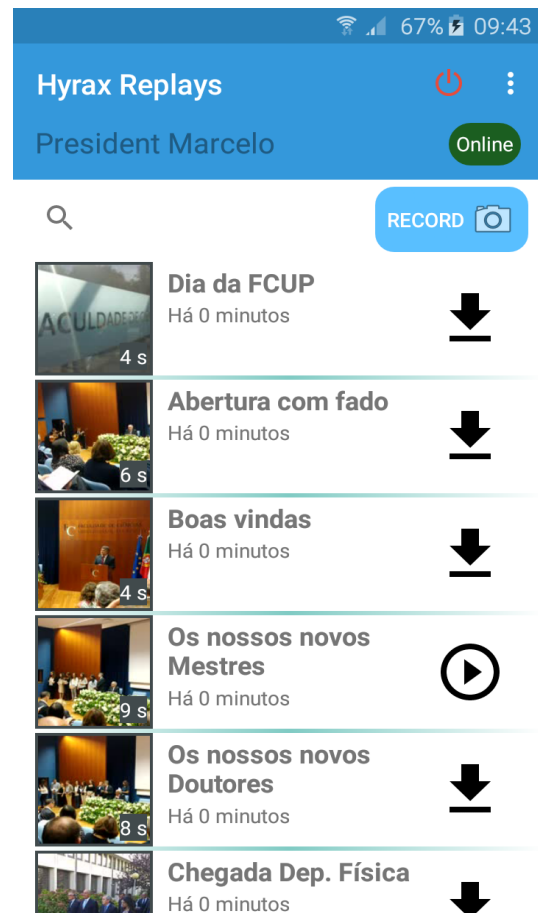 67% 09:43
Hyrax Replays
President Marcelo
Online
RECORD
Dia da FCUP
Há 0 minutos
ACULDADE DE
4 s
Abertura com fado
Há 0 minutos
6 s
Boas vindas
Há 0 minutos
4 s
Os nossos novos
Mestres
Há 0 minutos
9 s
Os nossos novos
Doutores
Há 0 minutos
8 s
Chegada Dep. Física
Há 0 minutos